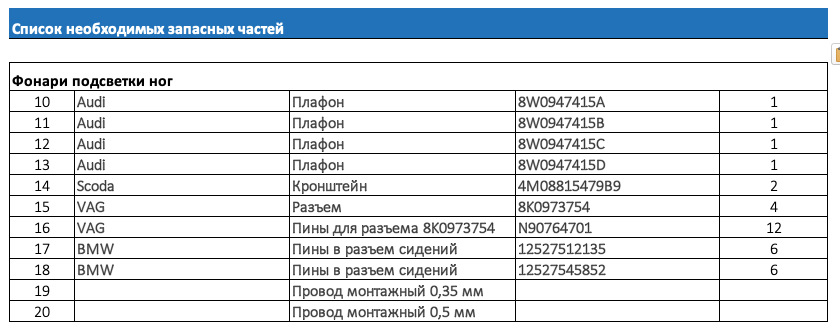 Список необходимых запасных частей
Фонари подсветки ног
10 Audi Плафон 8W0947415A 1
11 Audi Плафон 8W0947415B 1
12 Audi Плафон 8W0947415C 1
13 Audi Плафон 8W0947415D 1
14 Scoda Кронштейн 4M08815479B9 2
15 VAG Разъем 8K0973754 4
16 VAG Пины для разъема 8K0973754 N90764701 12
17 BMW Пины в разъем сидений 12527512135 6
18 BMW Пины в разъем сидений 12527545852 6
19 Провод монтажный 0,35 мм
20 Провод монтажный 0,5 мм